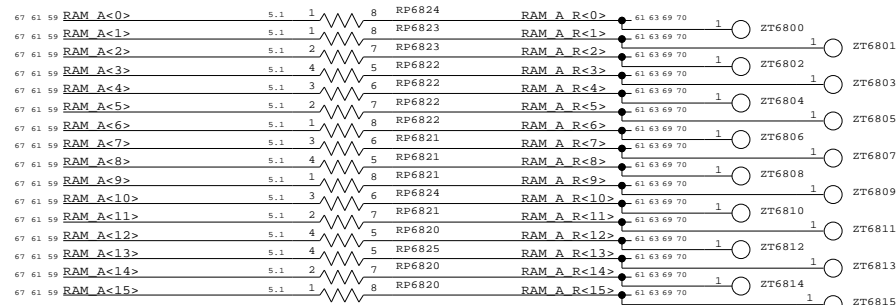 67 61 59 RAM_A<0> 5.1 1 8 RP6824 RAM_A_R<0> 61 63 69 70 1 ZT6800
67 61 59 RAM_A<1> 5.1 1 8 RP6823 RAM_A_R<1> 1 ZT6801
67 61 59 RAM_A<2> 5.1 2 7 RP6823 RAM_A_R<2> 61 63 69 70 1 ZT6802
67 61 59 RAM_A<3> 5.1 4 5 RP6822 RAM_A_R<3> 61 63 69 70 1 ZT6803
67 61 59 RAM_A<4> 5.1 3 6 RP6822 RAM_A_R<4> 61 63 69 70 1 ZT6804
67 61 59 RAM_A<5> 5.1 2 7 RP6822 RAM_A_R<5> 61 63 69 70 1 ZT6805
67 61 59 RAM_A<6> 5.1 1 8 RP6822 RAM_A_R<6> 61 63 69 70 1 ZT6806
67 61 59 RAM_A<7> 5.1 3 6 RP6821 RAM_A_R<7> 61 63 69 70 1 ZT6807
67 61 59 RAM_A<8> 5.1 4 5 RP6821 RAM_A_R<8> 61 63 69 70 1 ZT6808
67 61 59 RAM_A<9> 5.1 1 8 RP6821 RAM_A_R<9> 61 63 69 70 1 ZT6809
67 61 59 RAM_A<10> 5.1 3 6 RP6824 RAM_A_R<10> 61 63 69 70 1 ZT6810
67 61 59 RAM_A<11> 5.1 2 7 RP6821 RAM_A_R<11> 61 63 69 70 1 ZT6811
67 61 59 RAM_A<12> 5.1 4 5 RP6820 RAM_A_R<12> 61 63 69 70 1 ZT6812
67 61 59 RAM_A<13> 5.1 4 5 RP6825 RAM_A_R<13> 61 63 69 70 1 ZT6813
67 61 59 RAM_A<14> 5.1 2 7 RP6820 RAM_A_R<14> 61 63 69 70 1 ZT6814
67 61 59 RAM_A<15> 5.1 1 8 RP6820 RAM_A_R<15> 61 63 69 70 1 ZT6815